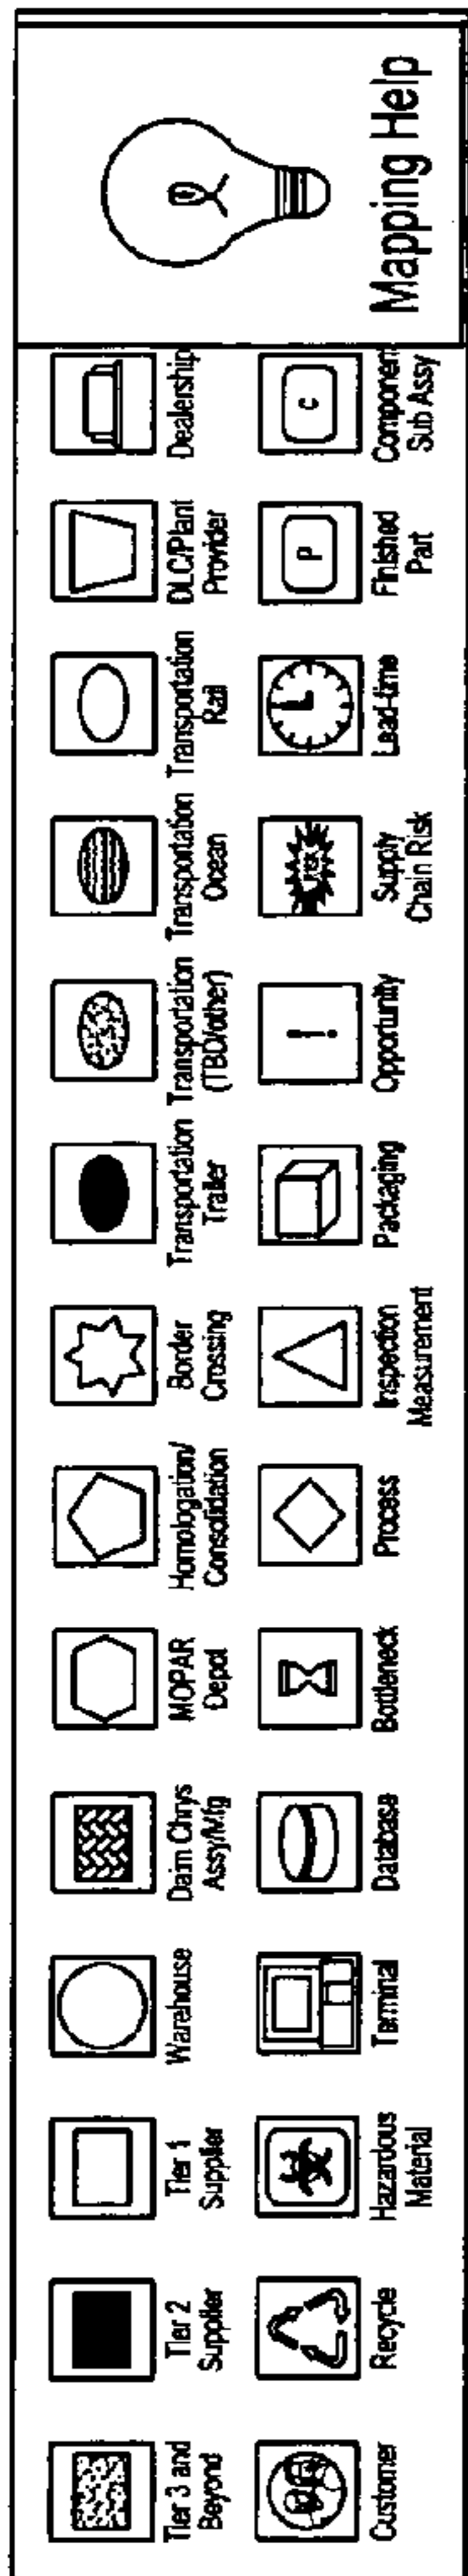 Tier 3 and
Beyond
Tier 2
Supplier
Tier 1
Supplier
Warehouse
Daim Chrys
Assy/Mfg
MOPAR
Depot
Homologation/
Consolidation
Border
Crossing
Transportation
Trailer
Transportation
(TBD/other)
Transportation
Ocean
Transportation
Rail
DLC/Plant
Provider
Dealership
Customer
Recycle
Hazardous
Material
Terminal
Database
Bottleneck
Process
Inspection
Measurement
Packaging
!
Opportunity
Supply
Chain Risk
Lead-time
P
Finished
Part
C
Component
Sub Assy
Mapping Help